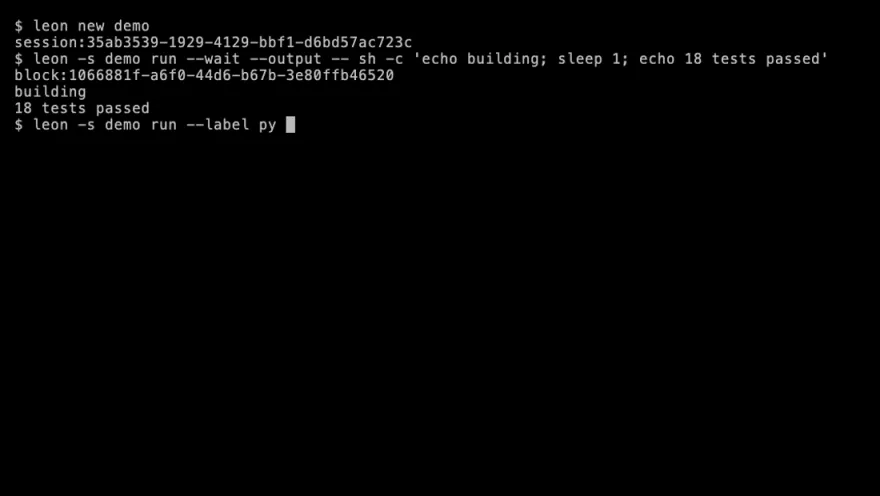 $ leon new demo
session:35ab3539-1929-4129-bbf1-d6bd57ac723c
$ leon -s demo run --wait --output -- sh -c 'echo building; sleep 1; echo 18 tests passed'
block:1066881f-a6f0-44d6-b67b-3e80ffb46520
building
18 tests passed
$ leon -s demo run --label py